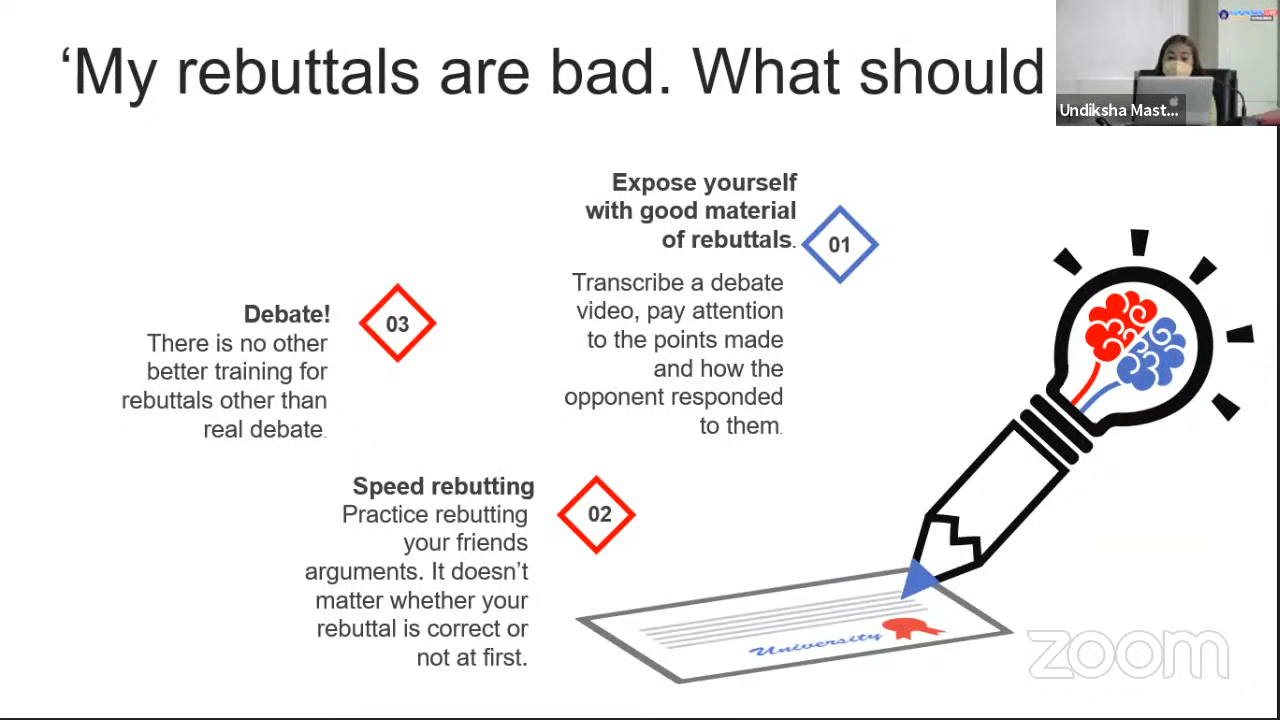 ‘My rebuttals are bad. What should
Undiksha Mast...
Expose yourself
with good material
of rebuttals.
01
Transcribe a debate
video, pay attention
to the points made
and how the
opponent responded
to them.
Debate!
03
There is no other
better training for
rebuttals other than
real debate.
Speed rebutting
02
Practice rebutting
your friends
arguments. It doesn’t
matter whether your
rebuttal is correct or
not at first.
University
zoom